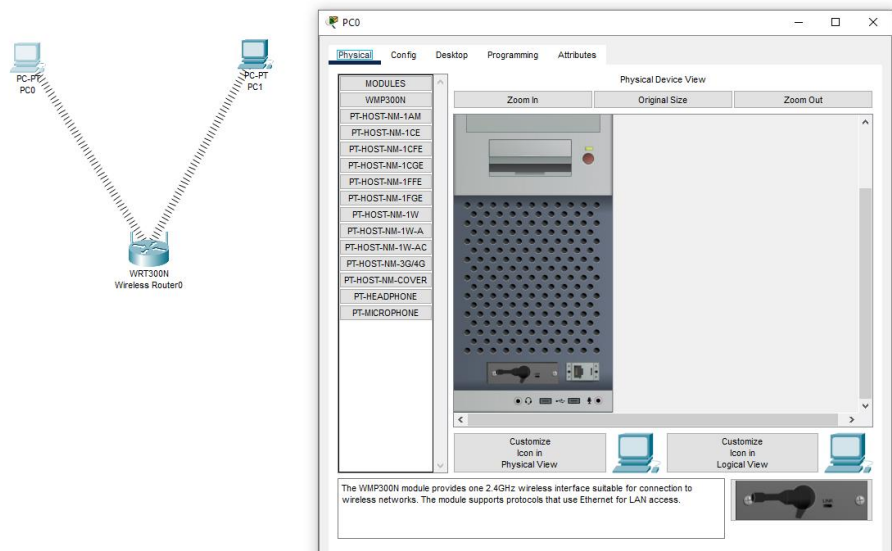 PC-PT
PC0
PC-PT
PC1
WRT300N
Wireless Router0
PC0
Physical
Config
Desktop
Programming
Attributes
MODULES
WMP300N
PT-HOST-NM-1AM
PT-HOST-NM-1CE
PT-HOST-NM-1CFE
PT-HOST-NM-1CGE
PT-HOST-NM-1FFE
PT-HOST-NM-1FGE
PT-HOST-NM-1W
PT-HOST-NM-1W-A
PT-HOST-NM-1W-AC
PT-HOST-NM-3G/4G
PT-HOST-NM-COVER
PT-HEADPHONE
PT-MICROPHONE
Physical Device View
Zoom In
Original Size
Zoom Out
Customize
Icon in
Physical View
Customize
Icon in
Logical View
The WMP300N module provides one 2.4GHz wireless interface suitable for connection to
wireless networks. The module supports protocols that use Ethernet for LAN access.
LINK